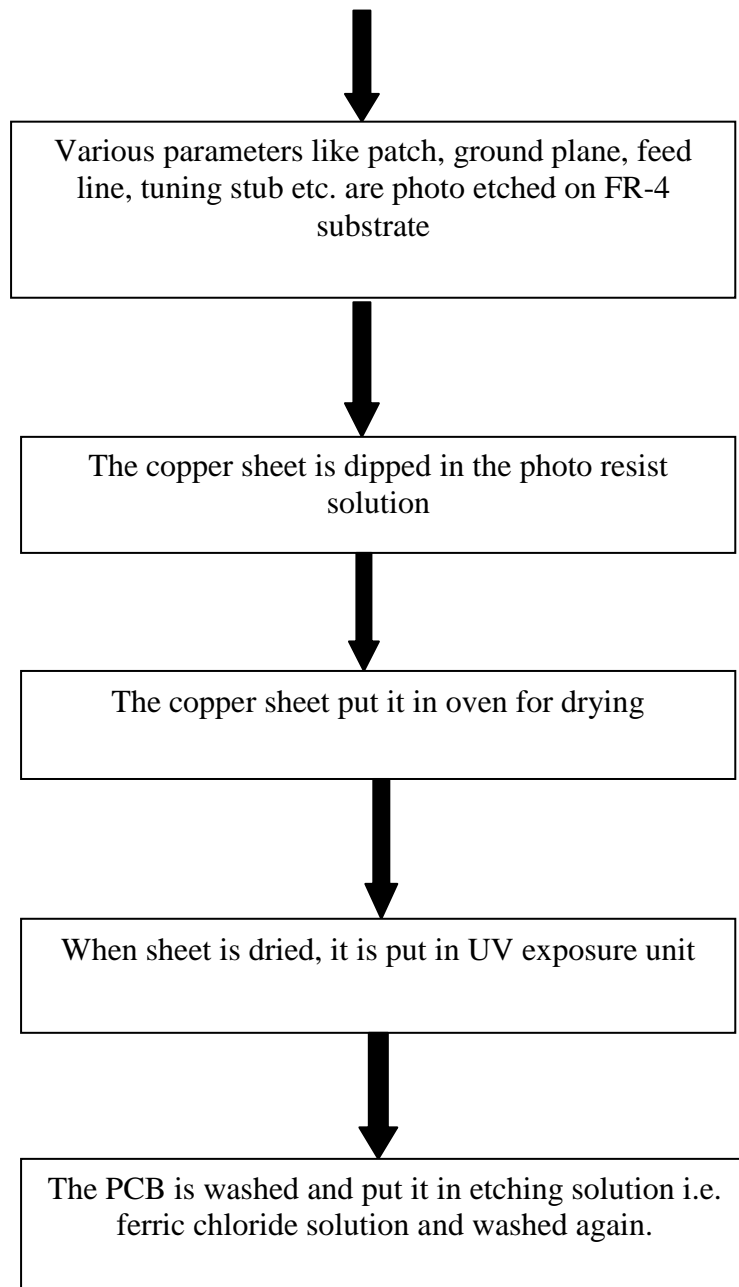 Various parameters like patch, ground plane, feed
line, tuning stub etc. are photo etched on FR-4
substrate
The copper sheet is dipped in the photo resist
solution
The copper sheet put it in oven for drying
When sheet is dried, it is put in UV exposure unit
The PCB is washed and put it in etching solution i.e.
ferric chloride solution and washed again.